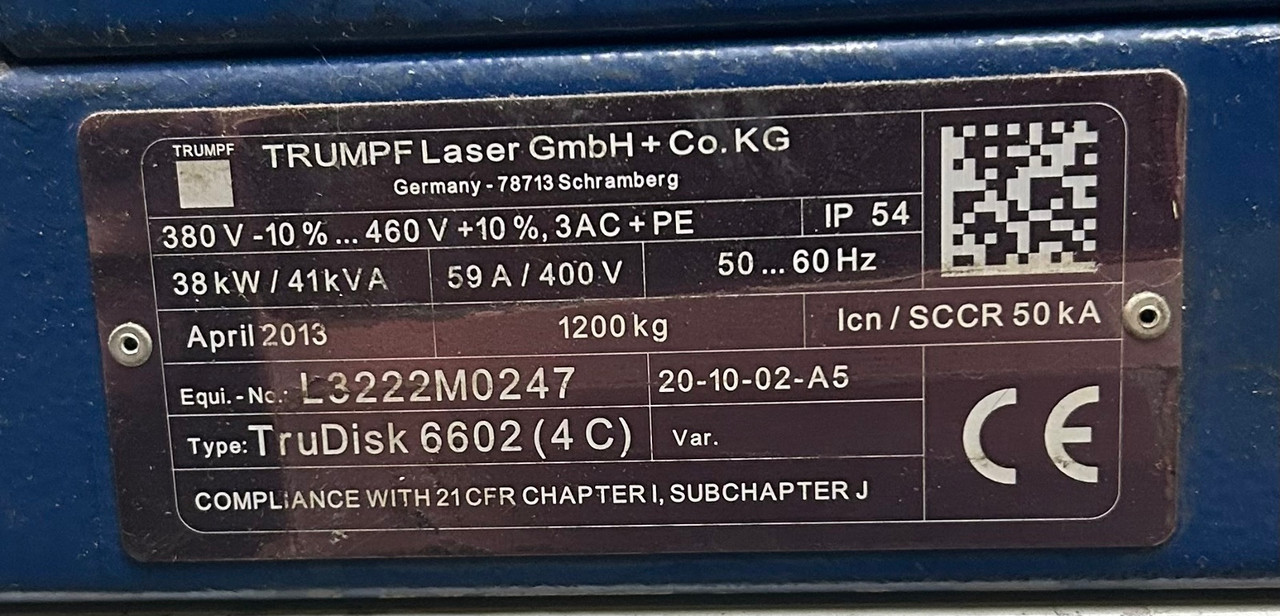 TRUMPF
TRUMPF Laser GmbH + Co. KG
Germany - 78713 Schramberg
380 V -10 % ... 460 V +10 %, 3AC + PE
IP 54
38 kW / 41 kVA
59 A / 400 V
50 ... 60 Hz
April 2013
1200 kg
Icn / SCCR 50 kA
Equi. - No.: L3222M0247
20-10-02-A5
Type: TruDisk 6602 (4 C)
Var.
COMPLIANCE WITH 21 CFR CHAPTER I, SUBCHAPTER J
CE